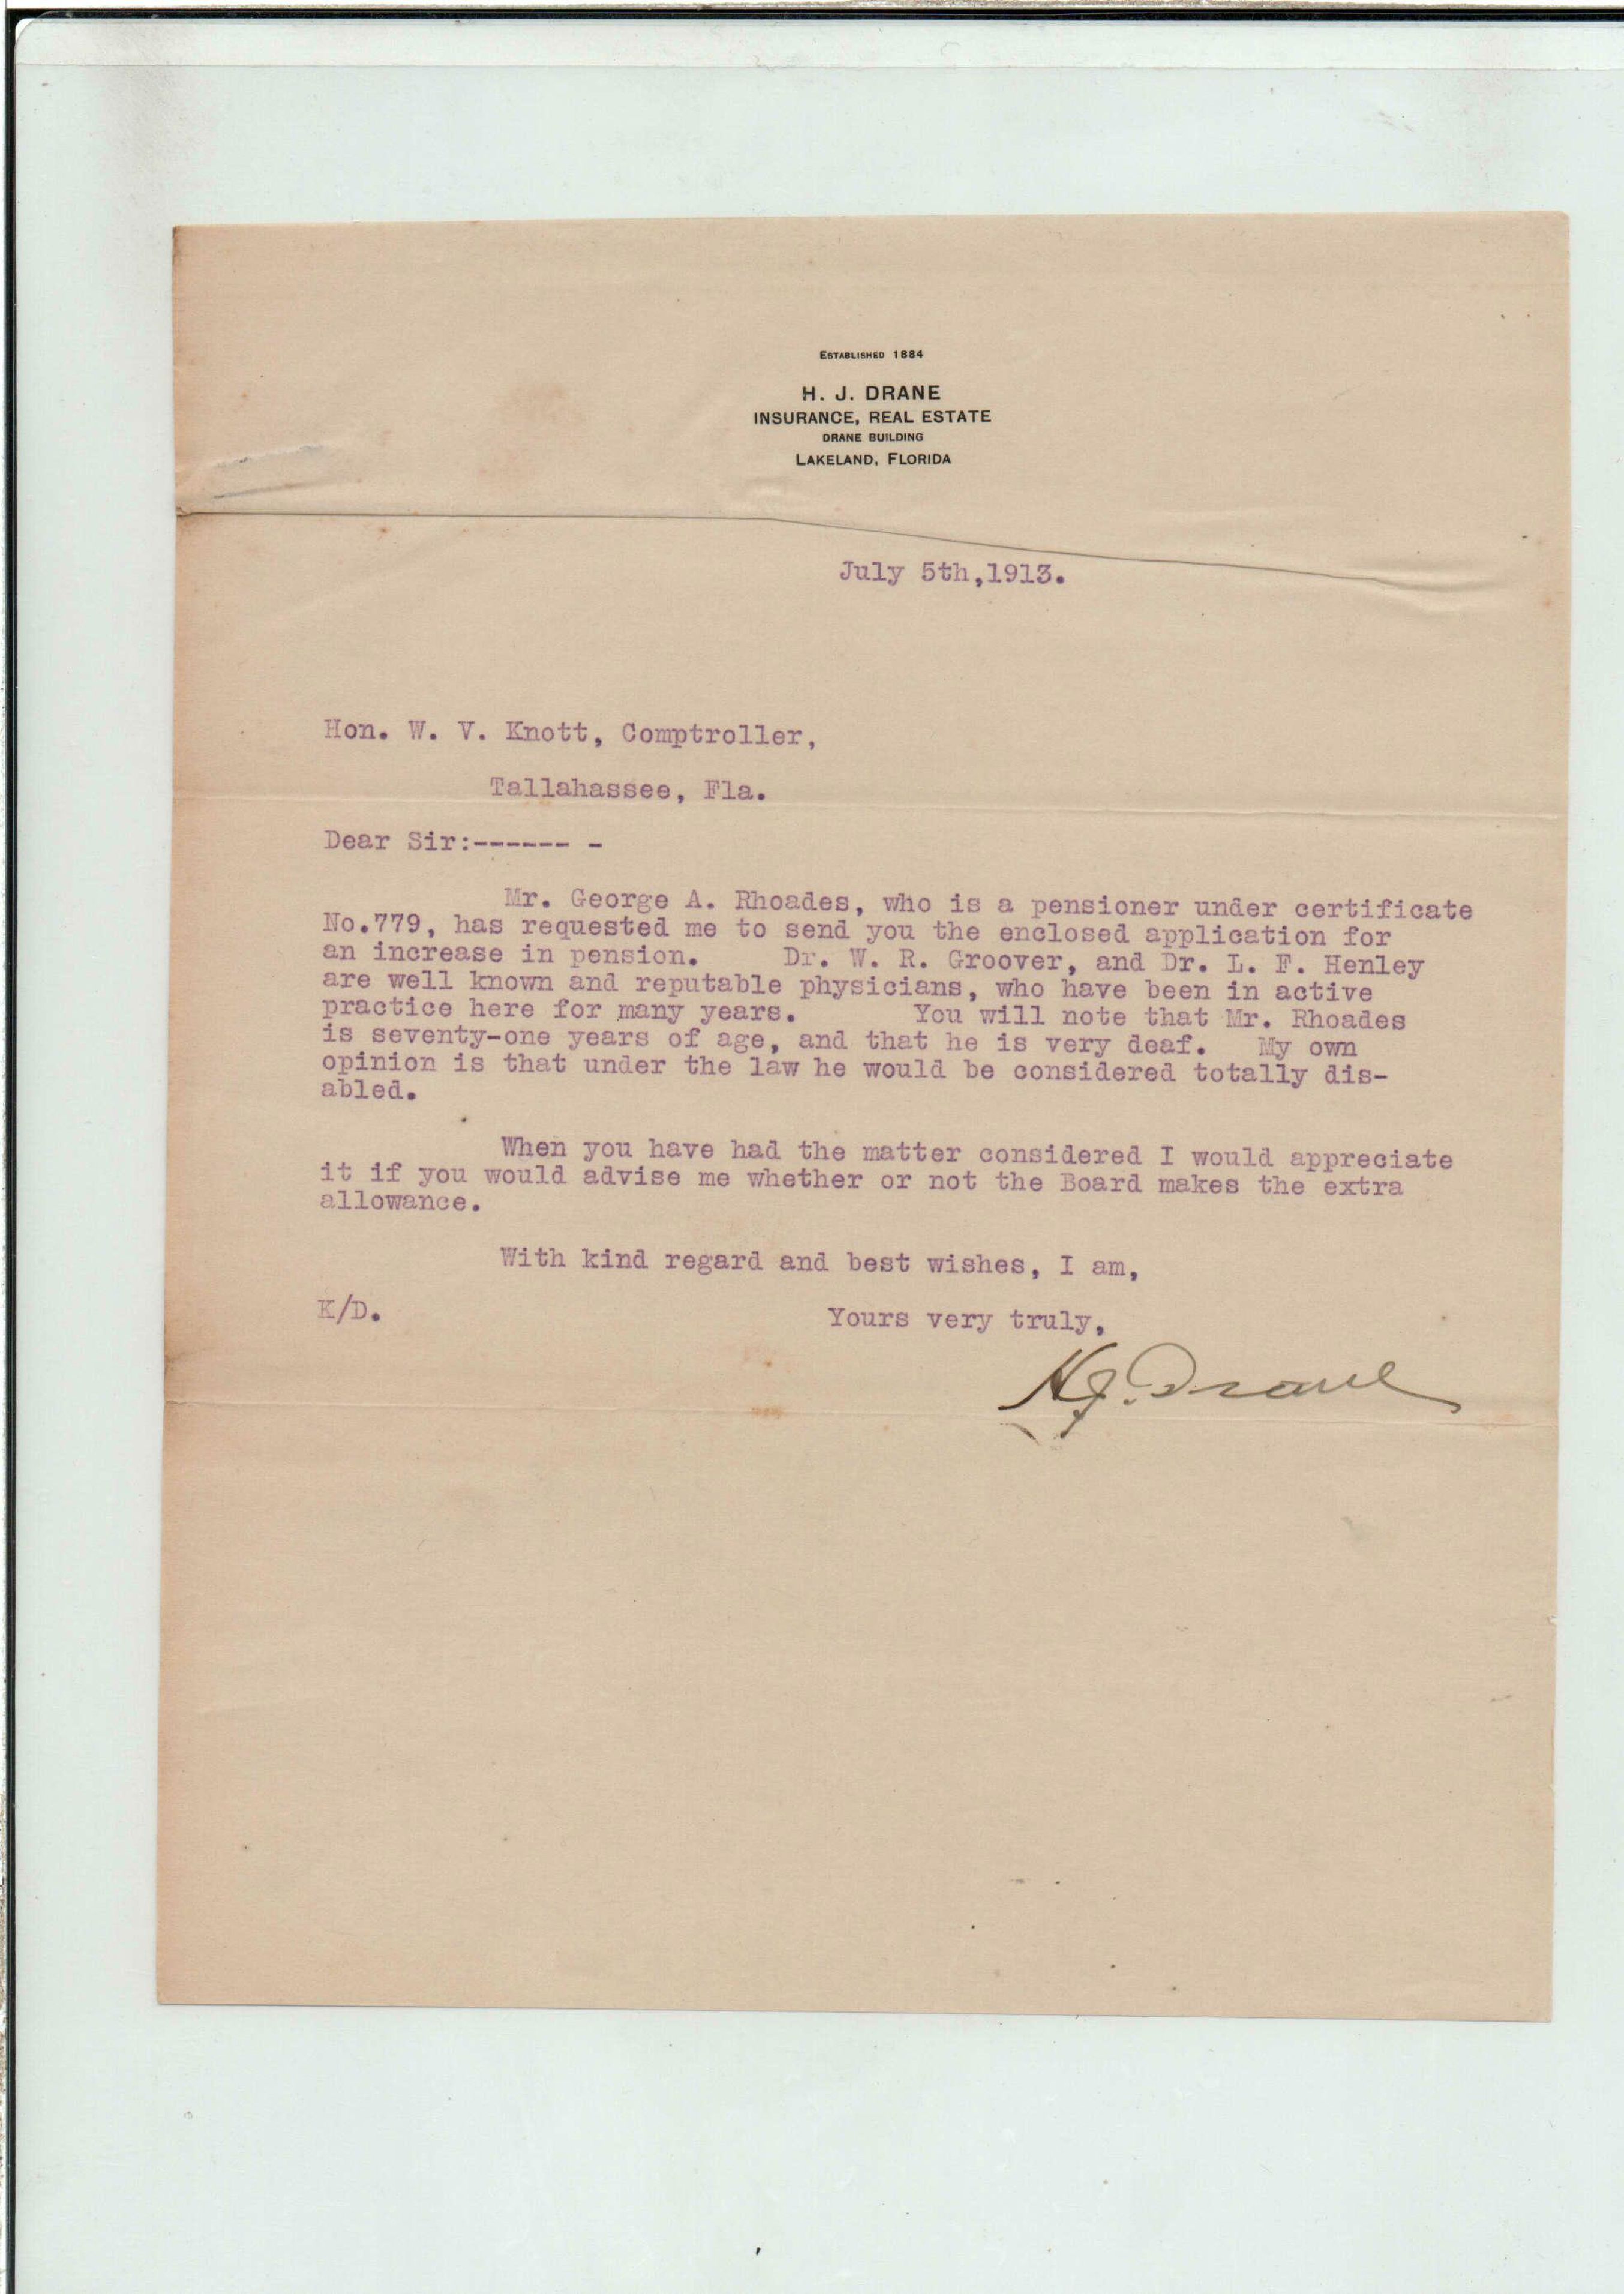 ESTABLISHED 1884
H. J. DRANE
INSURANCE, REAL ESTATE
DRANE BUILDING
LAKELAND, FLORIDA
July 5th,1913.
Hon. W. V. Knott, Comptroller,
Tallahassee, Fla.
Dear Sir:------ -
Mr. George A. Rhoades, who is a pensioner under certificate
No.779, has requested me to send you the enclosed application for
an increase in pension. Dr. W. R. Groover, and Dr. L. F. Henley
are well known and reputable physicians, who have been in active
practice here for many years. You will note that Mr. Rhoades
is seventy-one years of age, and that he is very deaf. My own
opinion is that under the law he would be considered totally dis-
abled.
When you have had the matter considered I would appreciate
it if you would advise me whether or not the Board makes the extra
allowance.
With kind regard and best wishes, I am,
K/D.
Yours very truly,
H. J. Drane